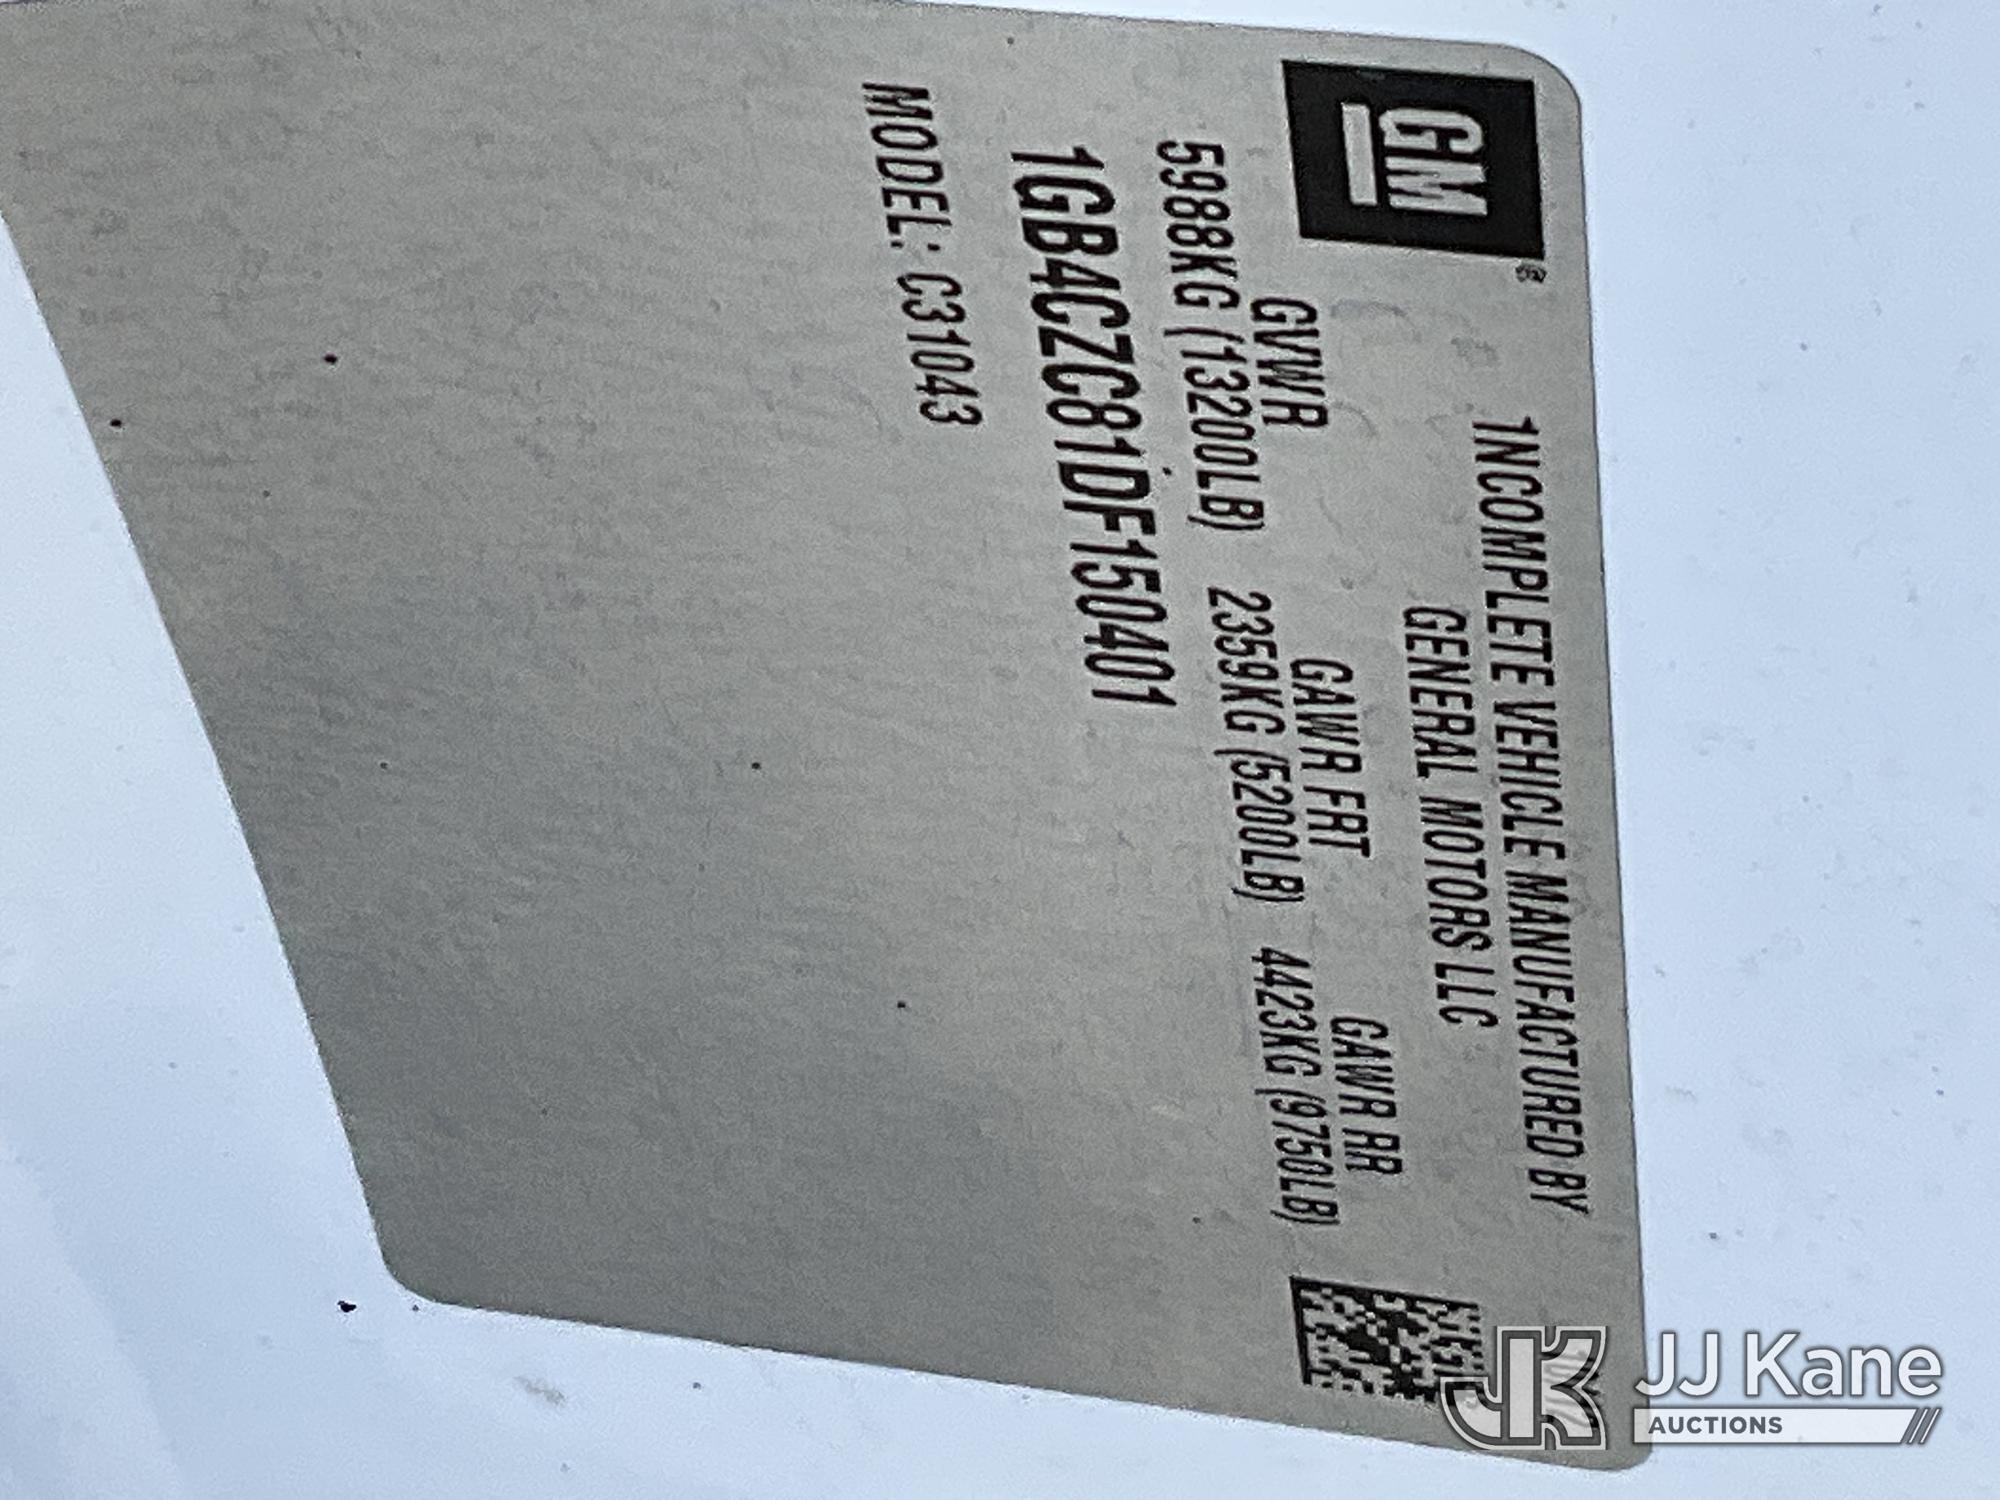 GM
INCOMPLETE VEHICLE MANUFACTURED BY
GENERAL MOTORS LLC
GVWR GAWR FRT GAWR RR
5988KG (13200LB) 2359KG (5200LB) 4423KG (9750LB)
1GB4CZC81DF150401
MODEL: C31043
JJ Kane
AUCTIONS